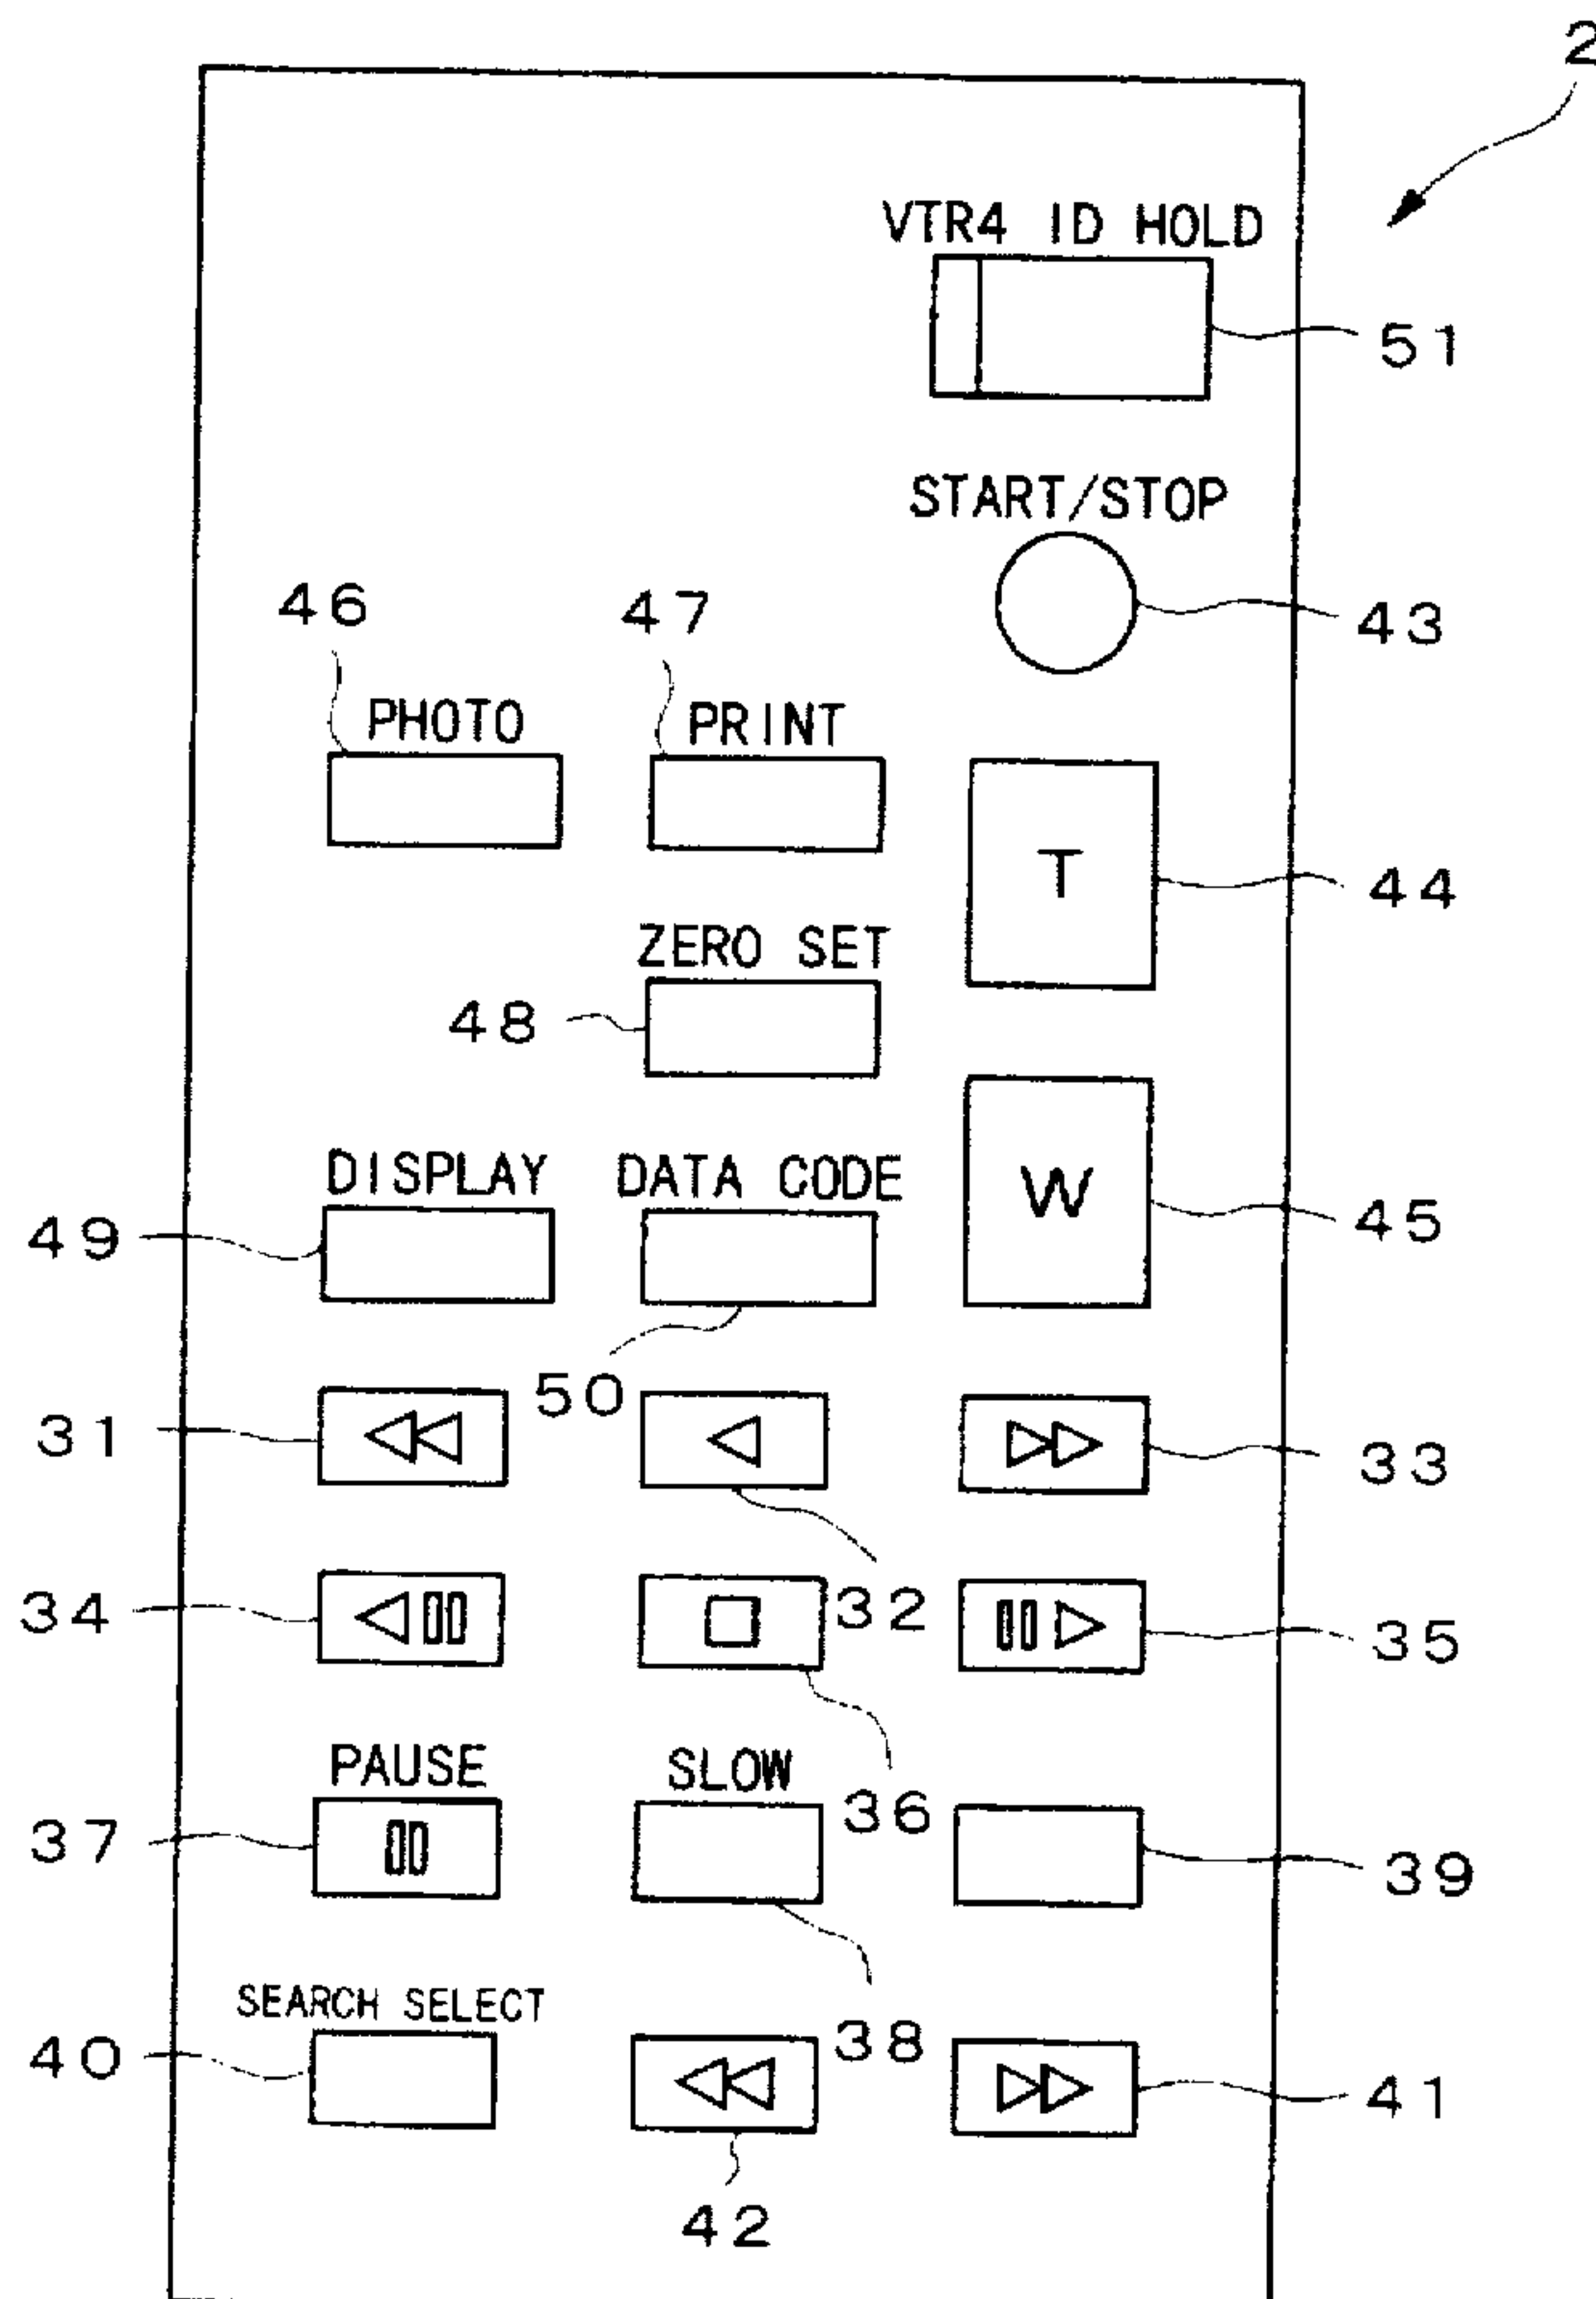 2
VTR4 ID HOLD
51
START/STOP
43
46 47
PHOTO PRINT
T 44
ZERO SET
48
W 45
DISPLAY DATA CODE
49
50
31 33
32
34 35
36
PAUSE SLOW
37 39
38
SEARCH SELECT
40 41
42